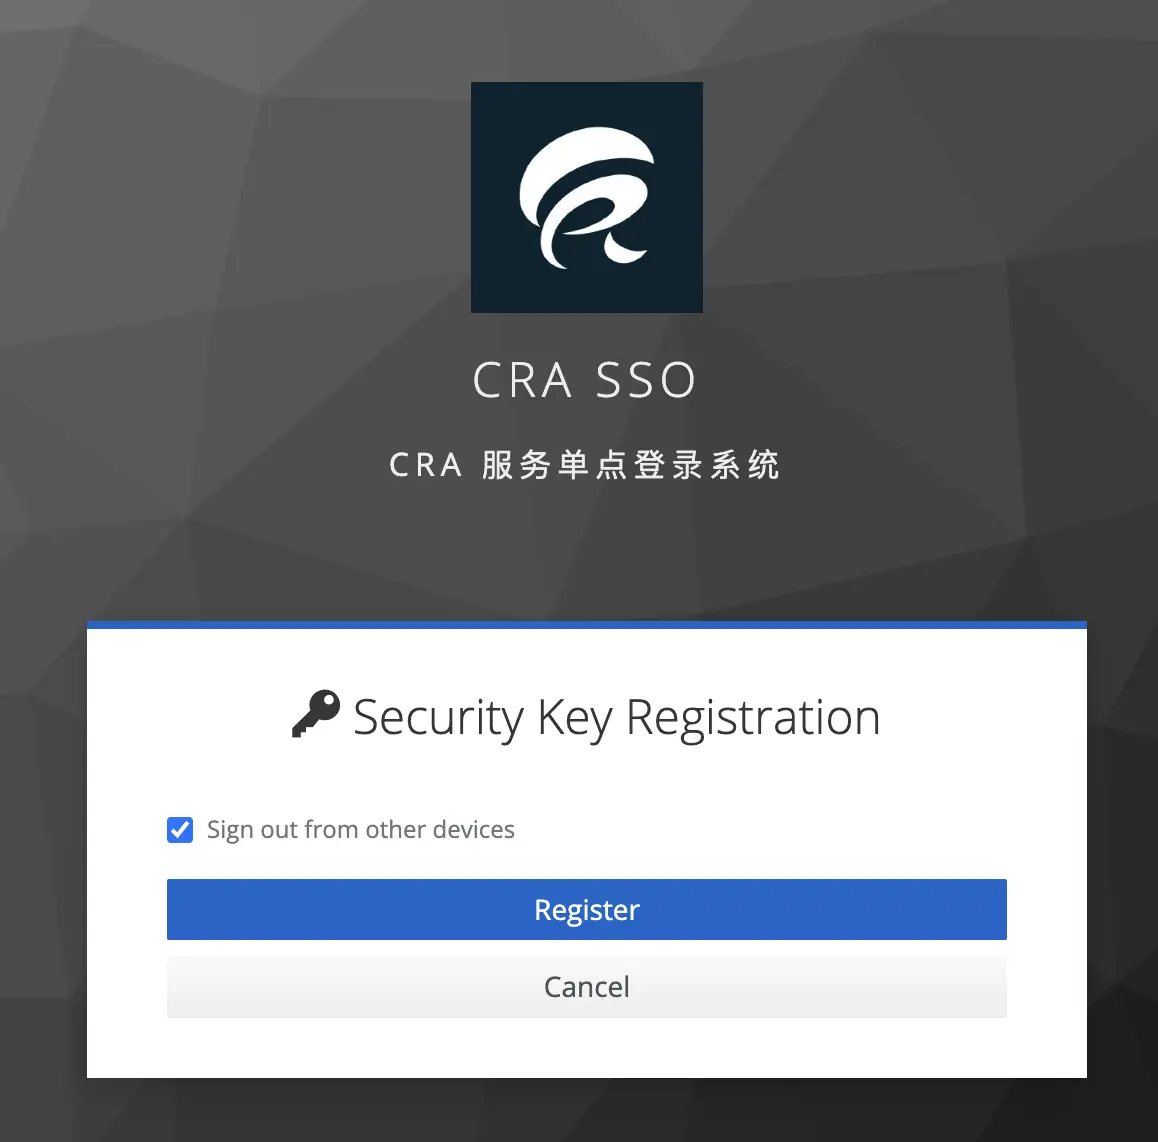 CRA SSO
CRA 服务单点登录系统
Security Key Registration
Sign out from other devices
Register
Cancel